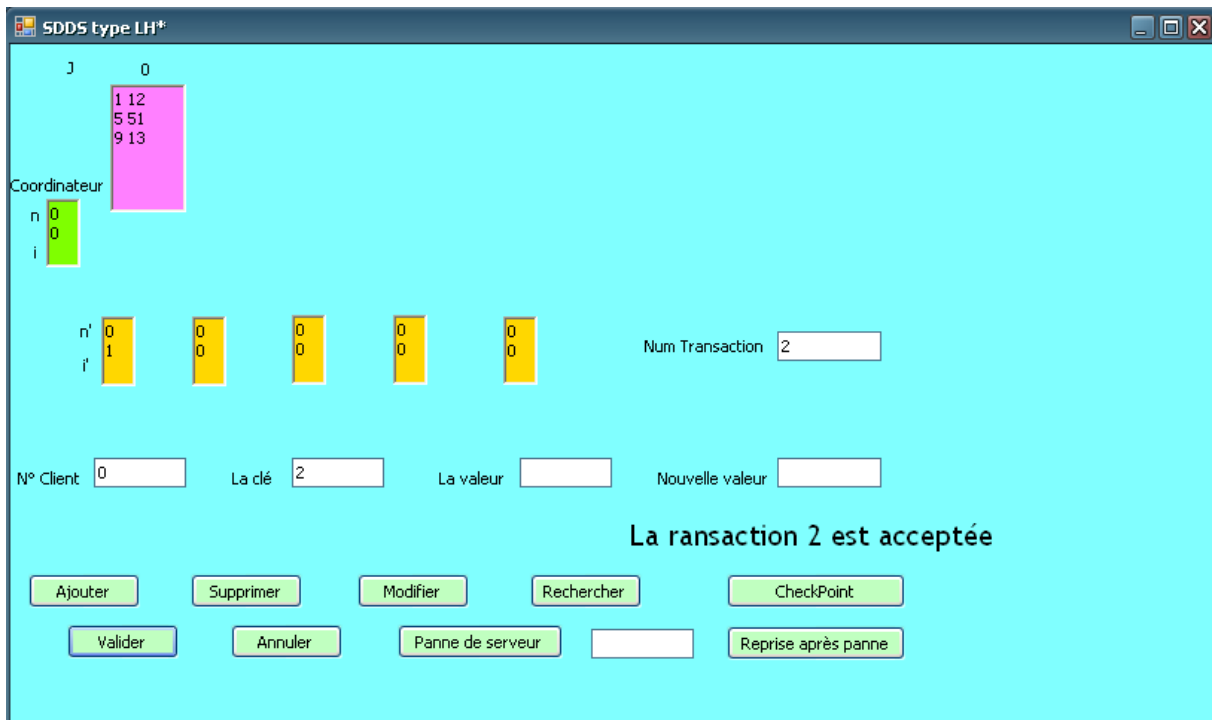 SDDS type LH*
J 0
1 12
5 51
9 13
Coordinateur
n 0
0
i
n' 0 0 0 0 0
1 0 0 0 0
i'
Num Transaction 2
N° Client 0 La clé 2 La valeur Nouvelle valeur
La ransaction 2 est acceptée
Ajouter Supprimer Modifier Rechercher CheckPoint
Valider Annuler Panne de serveur Reprise après panne